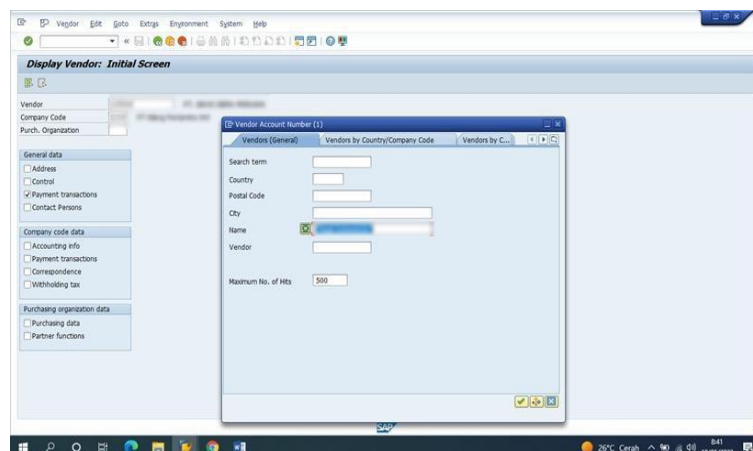 Vendor Edit Goto Extras Environment System Help
Display Vendor: Initial Screen
Vendor
Company Code
Purch. Organization
General data
Address
Control
Payment transactions
Contact Persons
Company code data
Accounting info
Payment transactions
Correspondence
Withholding tax
Purchasing organization data
Purchasing data
Partner functions
Vendor Account Number (1)
Vendors (General) Vendors by Country/Company Code Vendors by C...
Search term
Country
Postal Code
City
Name
Vendor
Maximum No. of Hits 500
SAP
26°C Cerah 8:41